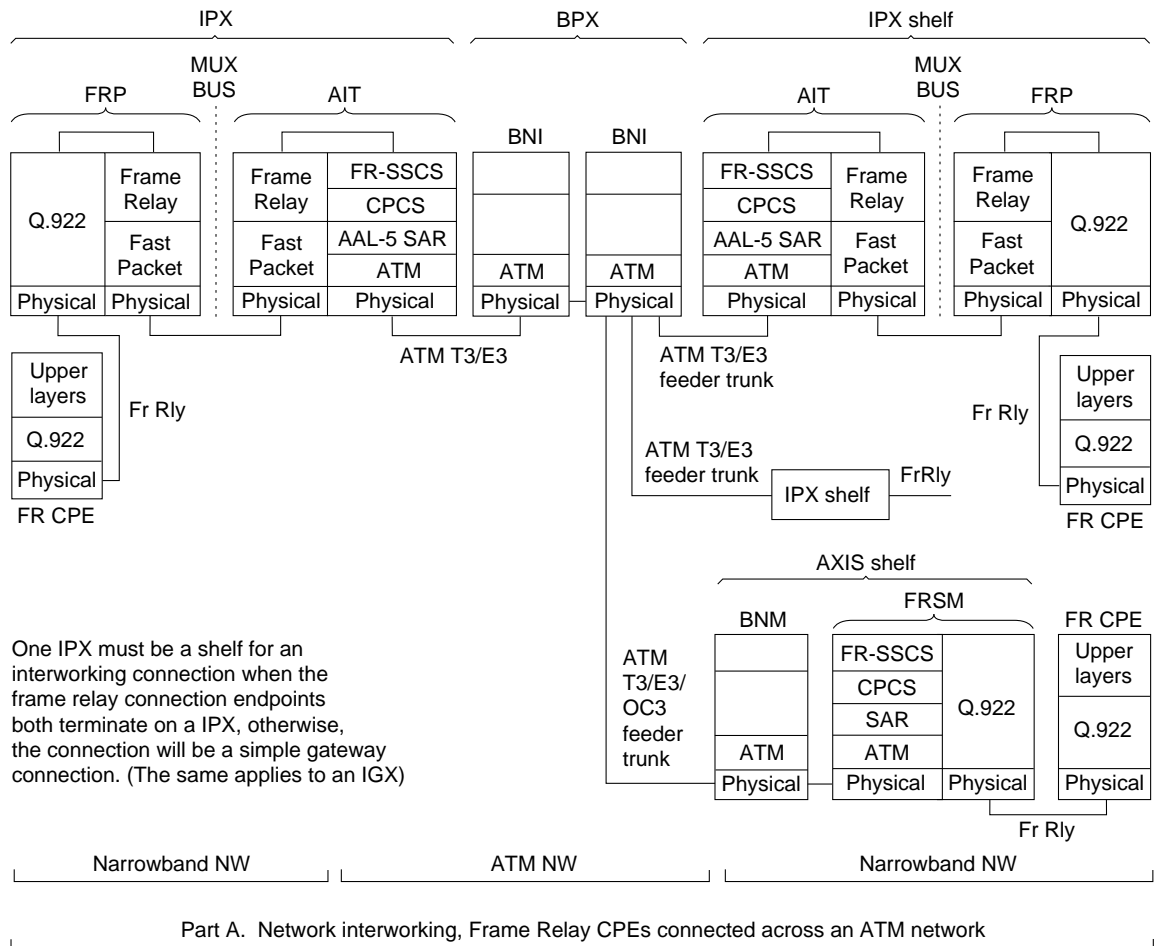 IPX
BPX
IPX shelf
MUX
BUS
FRP
AIT
BNI
BNI
AIT
MUX
BUS
FRP
Q.922
Physical
Frame
Relay
Fast
Packet
Physical
Frame
Relay
Fast
Packet
Physical
FR-SSCS
CPCS
AAL-5 SAR
ATM
Physical
ATM
Physical
ATM
Physical
FR-SSCS
CPCS
AAL-5 SAR
ATM
Physical
Frame
Relay
Fast
Packet
Physical
Frame
Relay
Fast
Packet
Physical
Q.922
Physical
ATM T3/E3
ATM T3/E3
feeder trunk
Upper
layers
Q.922
Physical
FR CPE
Fr Rly
Fr Rly
Upper
layers
Q.922
Physical
FR CPE
ATM T3/E3
feeder trunk
IPX shelf
FrRly
AXIS shelf
BNM
FRSM
FR CPE
One IPX must be a shelf for an
interworking connection when the
frame relay connection endpoints
both terminate on a IPX, otherwise,
the connection will be a simple gateway
connection. (The same applies to an IGX)
ATM
T3/E3/
OC3
feeder
trunk
ATM
Physical
FR-SSCS
CPCS
SAR
ATM
Physical
Q.922
Physical
Upper
layers
Q.922
Physical
Fr Rly
Narrowband NW
ATM NW
Narrowband NW
Part A. Network interworking, Frame Relay CPEs connected across an ATM network